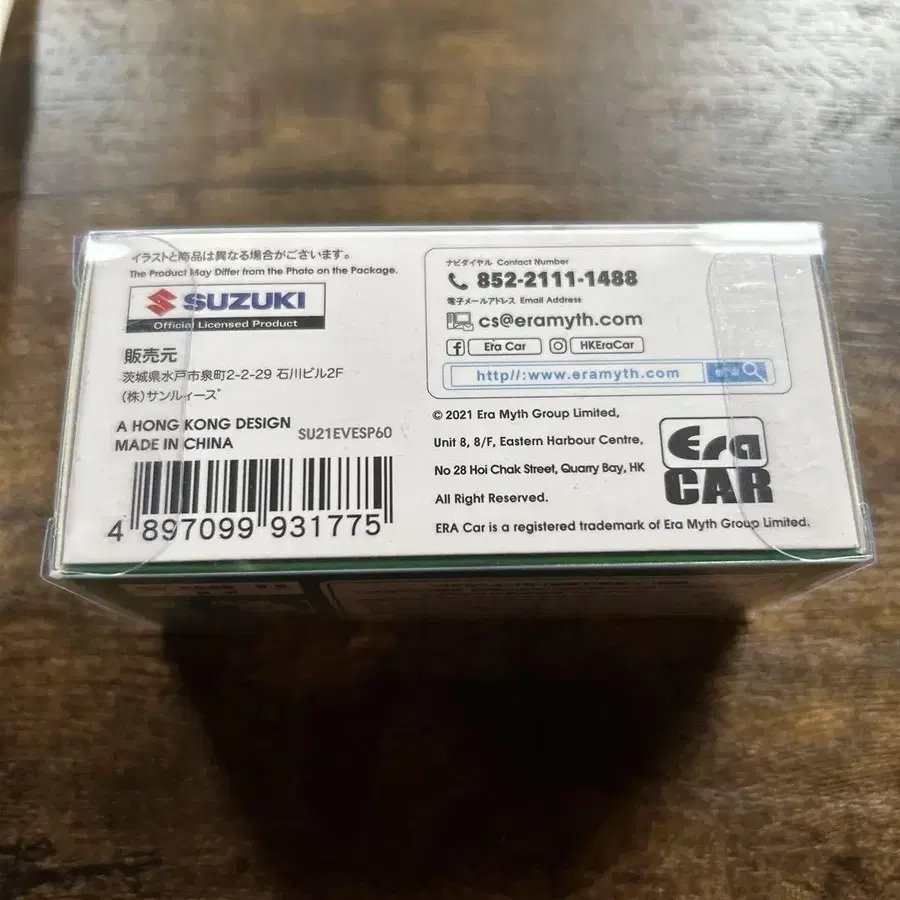 イラストと商品は異なる場合がございます。
The Product May Differ from the Photo on the Package.
SUZUKI
Official Licensed Product
販売元
茨城県水戸市泉町2-2-29 石川ビル2F
(株)サンルィーズ
A HONG KONG DESIGN
MADE IN CHINA
SU21EVESP60
4 897099 931775
ナビダイヤル Contact Number
852-2111-1488
電子メールアドレス Email Address
cs@eramyth.com
Era Car
HKEraCar
http//:www.eramyth.com
© 2021 Era Myth Group Limited,
Unit 8, 8/F, Eastern Harbour Centre,
No 28 Hoi Chak Street, Quarry Bay, HK
All Right Reserved.
ERA Car is a registered trademark of Era Myth Group Limited.
Era
CAR